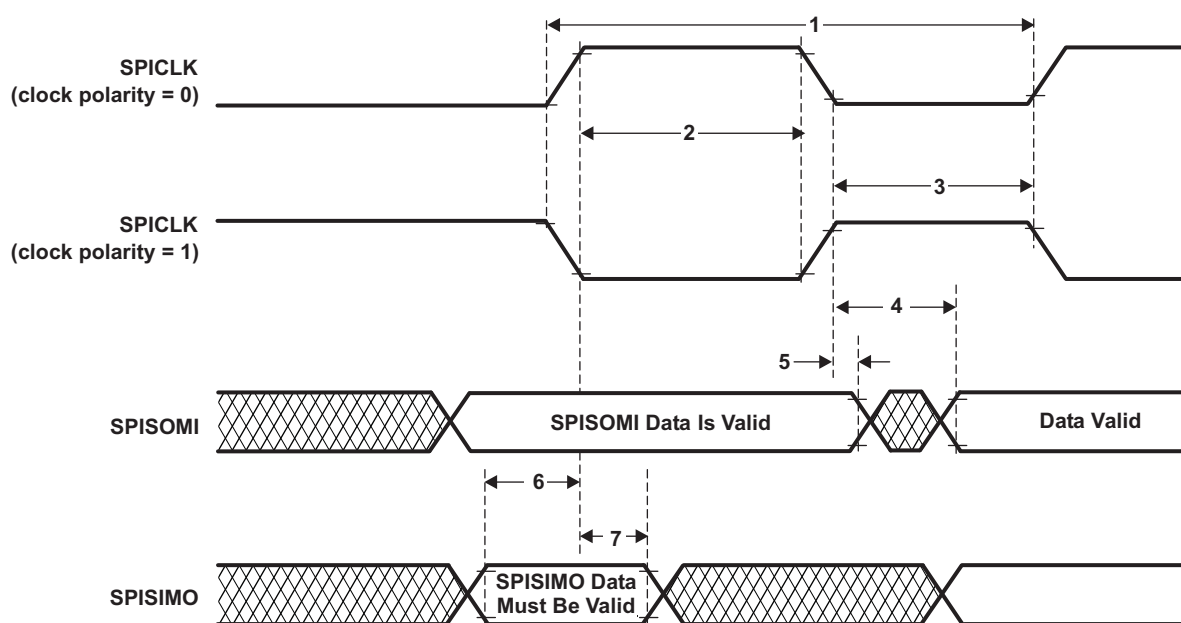 1
SPICLK
(clock polarity = 0)
2
3
SPICLK
(clock polarity = 1)
4
5
SPISOMI
SPISOMI Data Is Valid
Data Valid
6
7
SPISIMO
SPISIMO Data
Must Be Valid